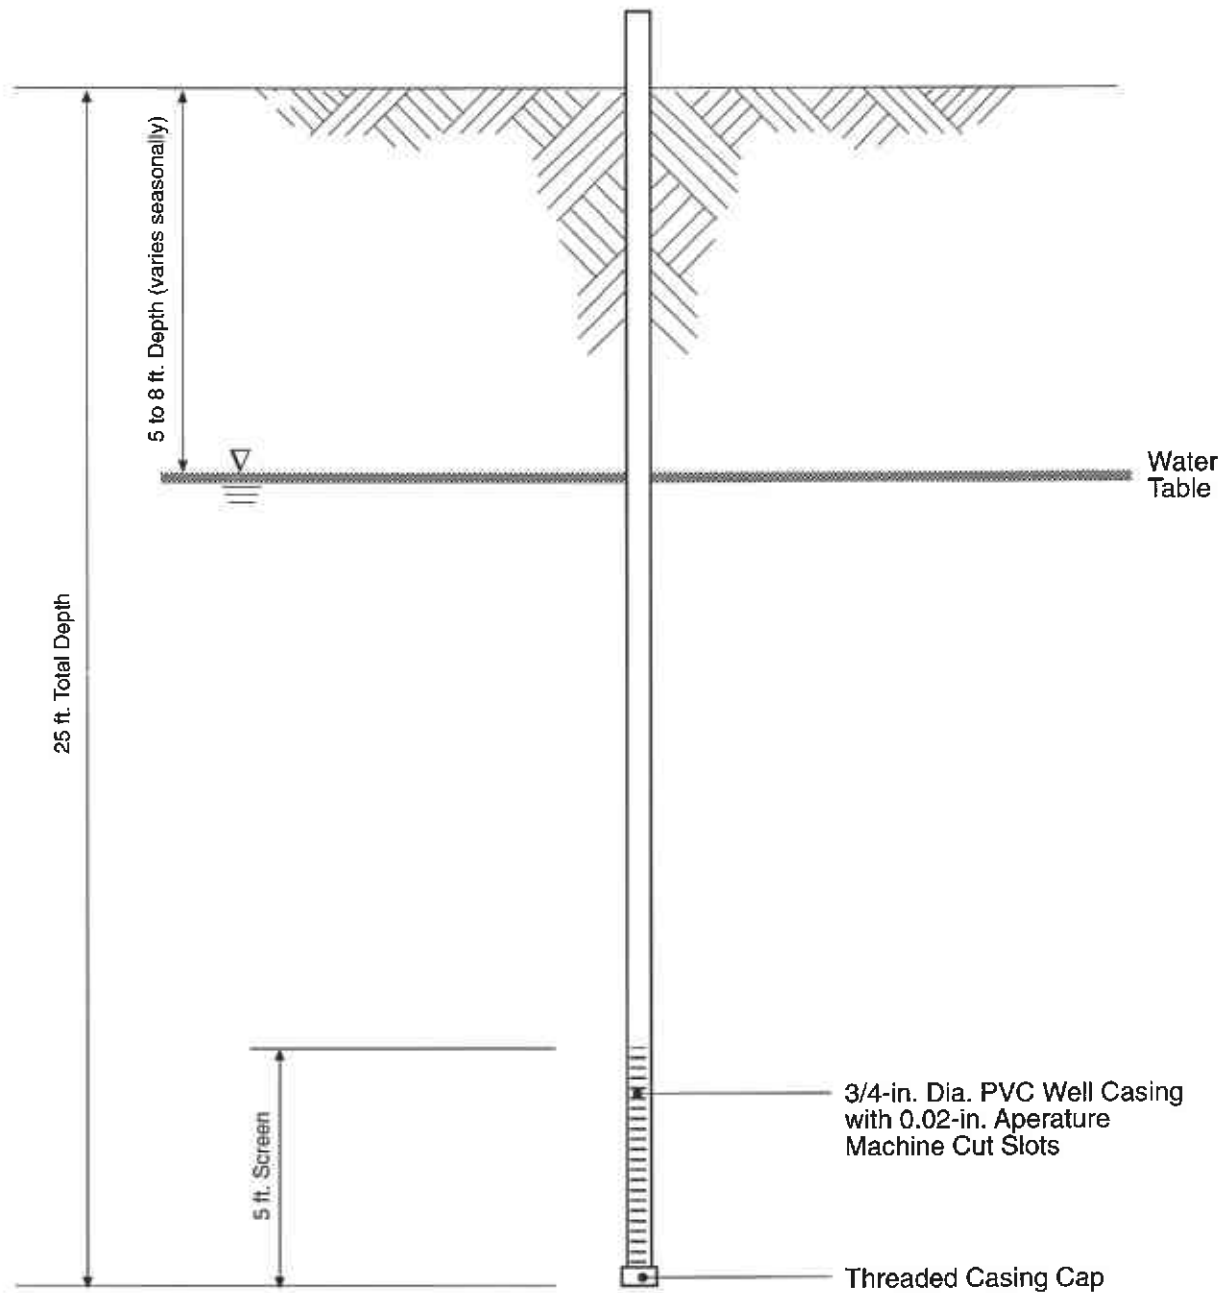 5 to 8 ft. Depth (varies seasonally)
Water
Table
25 ft. Total Depth
5 ft. Screen
3/4-in. Dia. PVC Well Casing
with 0.02-in. Aperature
Machine Cut Slots
Threaded Casing Cap